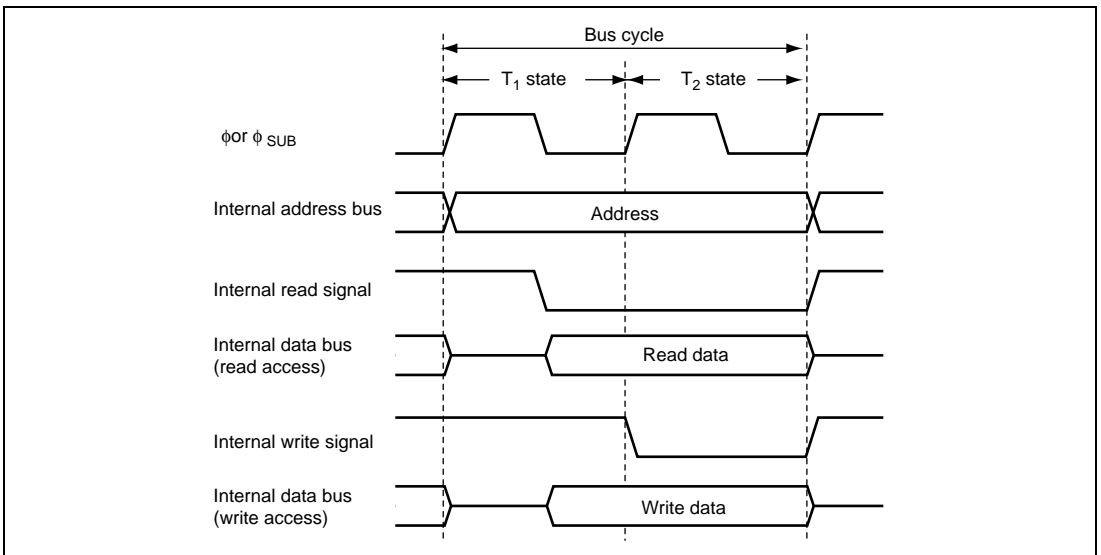 Bus cycle
T₁ state
T₂ state
ϕor ϕ SUB
Internal address bus
Address
Internal read signal
Internal data bus
(read access)
Read data
Internal write signal
Internal data bus
(write access)
Write data